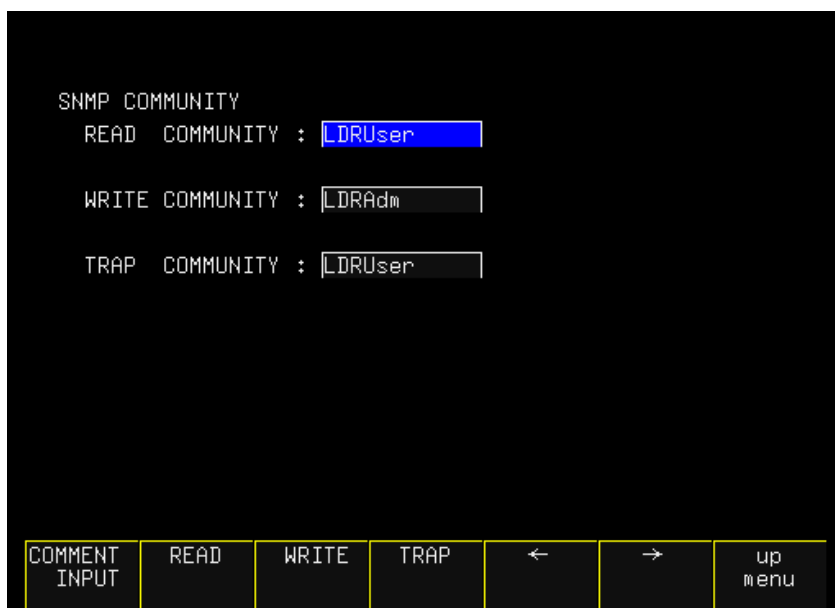 SNMP COMMUNITY
READ COMMUNITY : LDRUser
WRITE COMMUNITY : LDRAdm
TRAP COMMUNITY : LDRUser
COMMENT INPUT READ WRITE TRAP ← → up menu